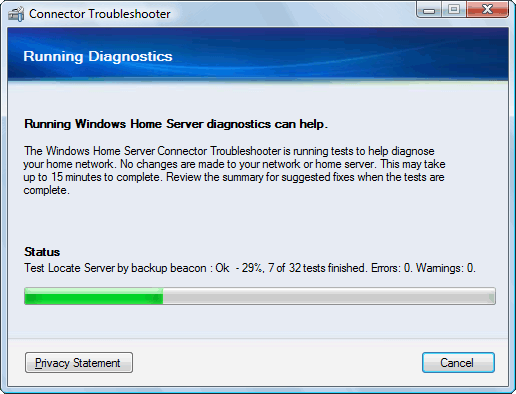 Connector Troubleshooter
Running Diagnostics
Running Windows Home Server diagnostics can help.
The Windows Home Server Connector Troubleshooter is running tests to help diagnose
your home network. No changes are made to your network or home server. This may take
up to 15 minutes to complete. Review the summary for suggested fixes when the tests are
complete.
Status
Test Locate Server by backup beacon : Ok - 29%, 7 of 32 tests finished. Errors: 0. Warnings: 0.
Privacy Statement
Cancel